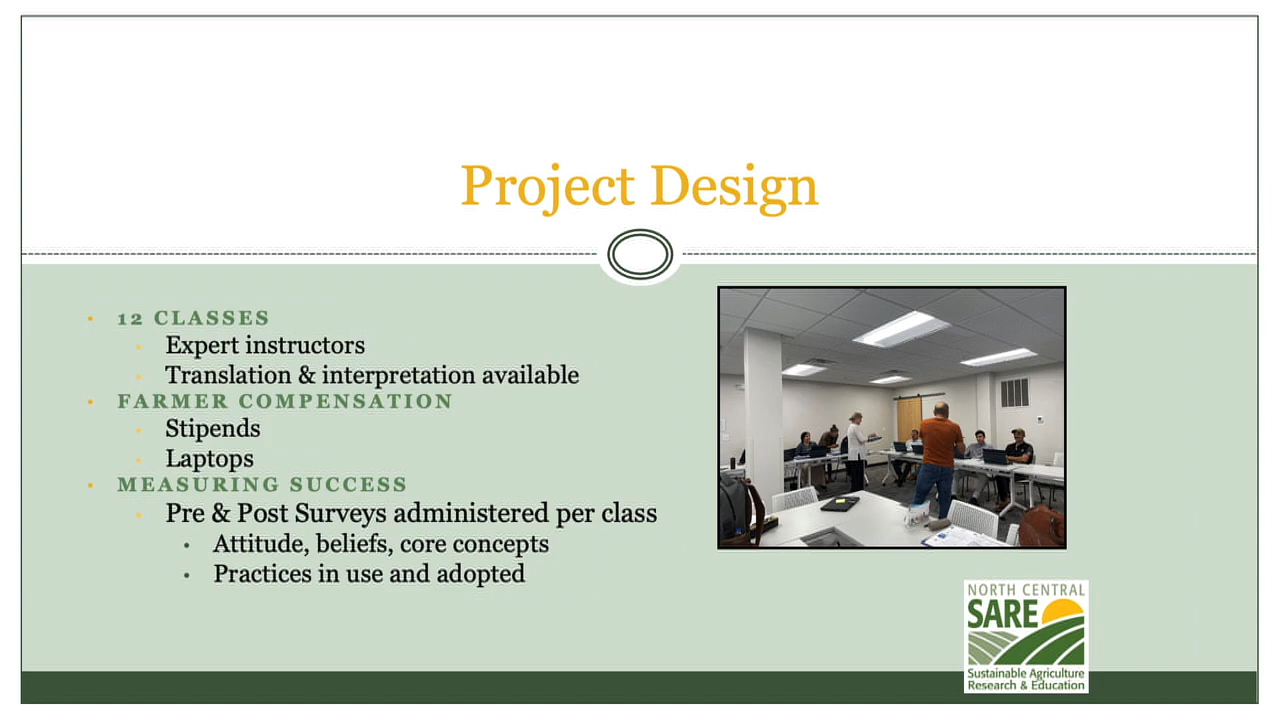 Project Design
12 CLASSES
Expert instructors
Translation & interpretation available
FARMER COMPENSATION
Stipends
Laptops
MEASURING SUCCESS
Pre & Post Surveys administered per class
Attitude, beliefs, core concepts
Practices in use and adopted
NORTH CENTRAL
SARE
Sustainable Agriculture
Research & Education